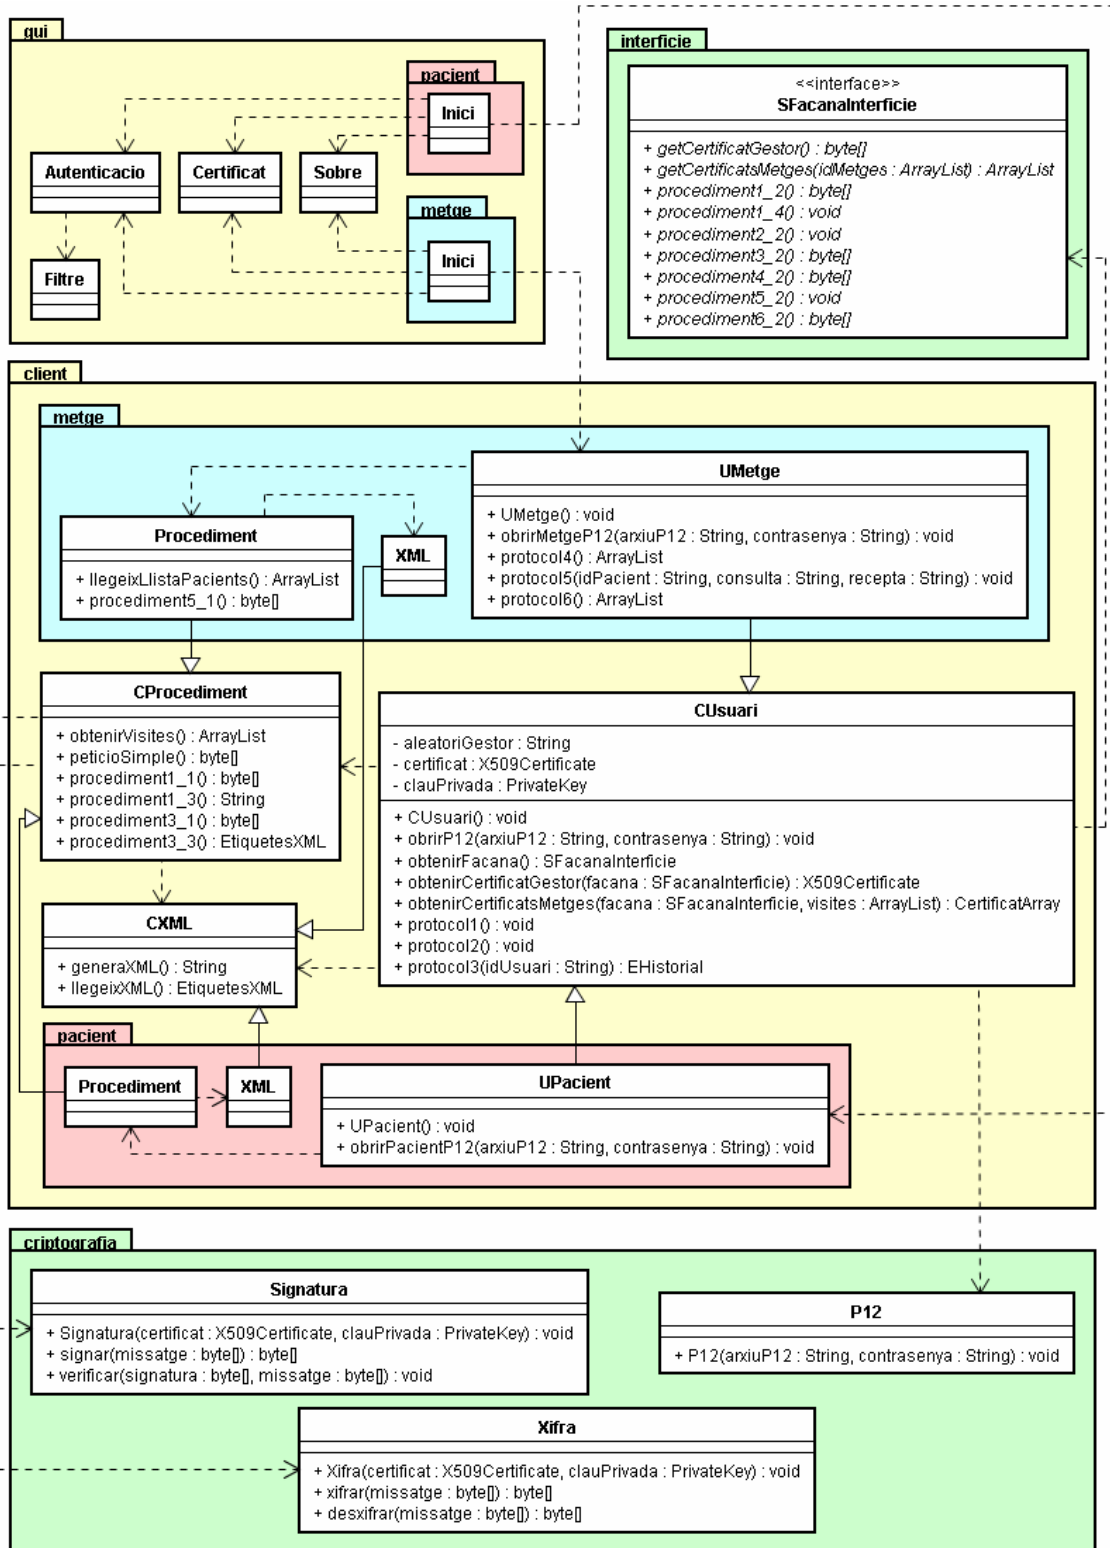 gui
pacient
Inici
Autenticacio
Certificat
Sobre
metge
Inici
Filtre
interficie
<<interface>>
SFacanaInterficie
+ getCertificatGestor() : byte[]
+ getCertificatsMetges(idMetges : ArrayList) : ArrayList
+ procediment1_2() : byte[]
+ procediment1_4() : void
+ procediment2_2() : void
+ procediment3_2() : byte[]
+ procediment4_2() : byte[]
+ procediment5_2() : void
+ procediment6_2() : byte[]
client
metge
UMetge
+ UMetge() : void
+ obrirMetgeP12(arxiuP12 : String, contrasenya : String) : void
+ protocol4() : ArrayList
+ protocol5(idPacient : String, consulta : String, recepta : String) : void
+ protocol6() : ArrayList
Procediment
+ llegeixLlistaPacients() : ArrayList
+ procediment5_1() : byte[]
XML
CProcediment
+ obtenirVisites() : ArrayList
+ peticioSimple() : byte[]
+ procediment1_1() : byte[]
+ procediment1_3() : String
+ procediment3_1() : byte[]
+ procediment3_3() : EtiquetesXML
CUsuari
- aleatoriGestor : String
- certificat : X509Certificate
- clauPrivada : PrivateKey
+ CUsuari() : void
+ obrirP12(arxiuP12 : String, contrasenya : String) : void
+ obtenirFacana() : SFacanaInterficie
+ obtenirCertificatGestor(facana : SFacanaInterficie) : X509Certificate
+ obtenirCertificatsMetges(facana : SFacanaInterficie, visites : ArrayList) : CertificatArray
+ protocol1() : void
+ protocol2() : void
+ protocol3(idUsuari : String) : EHistorial
CXML
+ generaXML() : String
+ llegeixXML() : EtiquetesXML
pacient
Procediment
XML
UPacient
+ UPacient() : void
+ obrirPacientP12(arxiuP12 : String, contrasenya : String) : void
criptografia
Signatura
+ Signatura(certificat : X509Certificate, clauPrivada : PrivateKey) : void
+ signar(missatge : byte[]) : byte[]
+ verificar(signatura : byte[], missatge : byte[]) : void
P12
+ P12(arxiuP12 : String, contrasenya : String) : void
Xifra
+ Xifra(certificat : X509Certificate, clauPrivada : PrivateKey) : void
+ xifrar(missatge : byte[]) : byte[]
+ desxifrar(missatge : byte[]) : byte[]